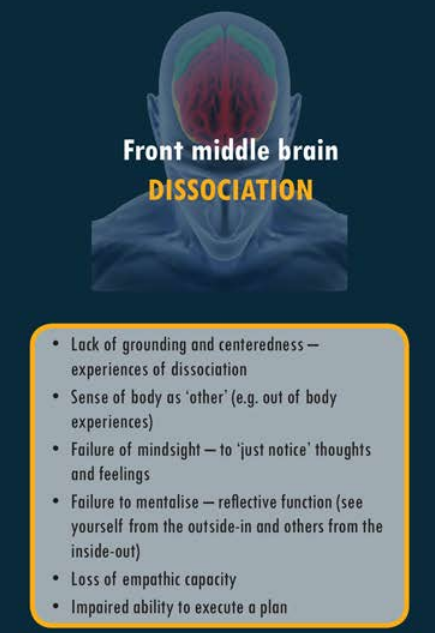 Front middle brain
DISSOCIATION
• Lack of grounding and centeredness –
experiences of dissociation
• Sense of body as 'other' (e.g. out of body
experiences)
• Failure of mindsight – to 'just notice' thoughts
and feelings
• Failure to mentalise – reflective function (see
yourself from the outside-in and others from the
inside-out)
• Loss of empathic capacity
• Impaired ability to execute a plan